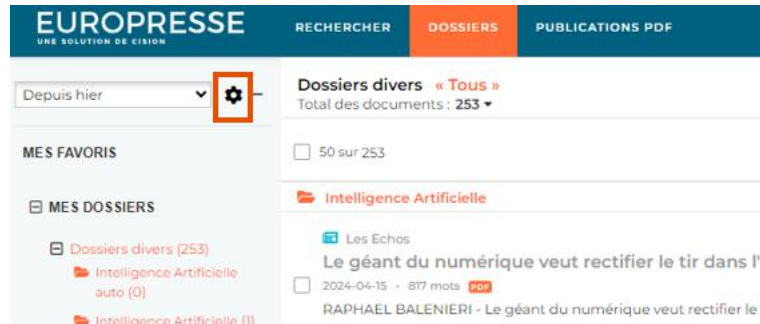 EUROPRESSE
UNE SOLUTION DE CISION
RECHERCHER DOSSIERS PUBLICATIONS PDF
Depuis hier
MES FAVORIS
MES DOSSIERS
Dossiers divers (253)
Intelligence Artificielle
auto (0)
Intelligence Artificielle (1)
Dossiers divers « Tous »
Total des documents : 253
50 sur 253
Intelligence Artificielle
Les Echos
Le géant du numérique veut rectifier le tir dans l'
2024-04-15 - 817 mots PDF
RAPHAEL BALENIERI - Le géant du numérique veut rectifier le